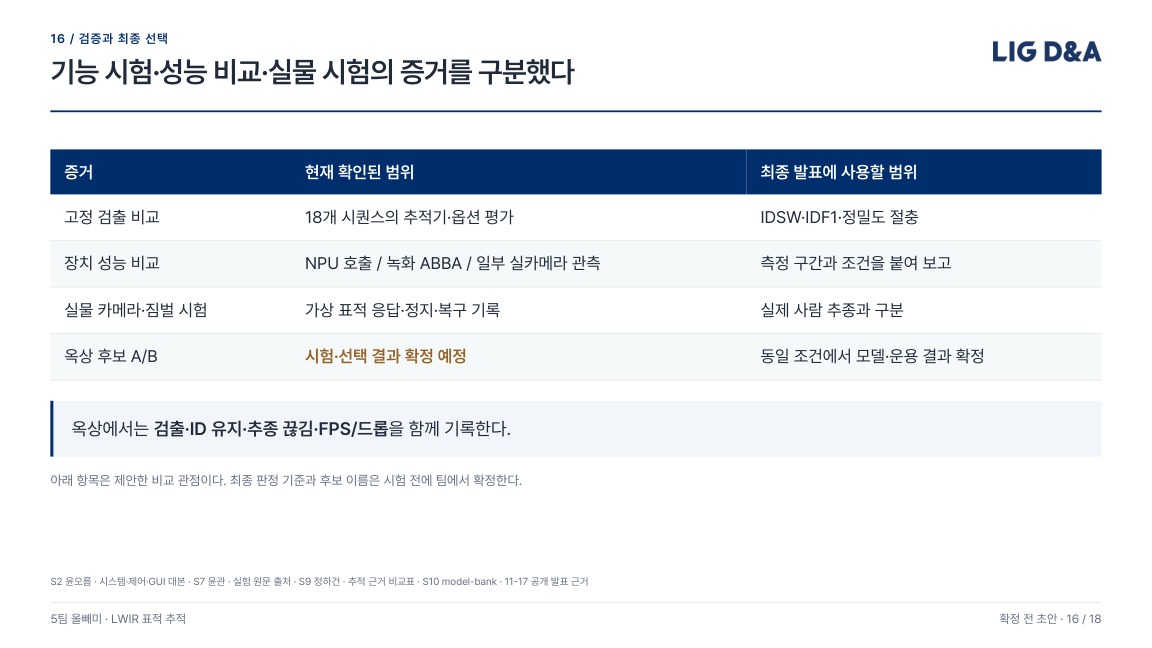 16 / 검증과 최종 선택
기능 시험·성능 비교·실물 시험의 증거를 구분했다
LIG D&A
증거 현재 확인된 범위 최종 발표에 사용할 범위
고정 검출 비교 18개 시퀀스의 추적기·옵션 평가 IDSW·IDF1·정밀도 절충
장치 성능 비교 NPU 호출 / 녹화 ABBA / 일부 실카메라 관측 측정 구간과 조건을 붙여 보고
실물 카메라·짐벌 시험 가상 표적 응답·정지·복구 기록 실제 사람 추종과 구분
옥상 후보 A/B 시험·선택 결과 확정 예정 동일 조건에서 모델·운용 결과 확정
옥상에서는 검출·ID 유지·추종 끊김·FPS/드롭을 함께 기록한다.
아래 항목은 제안한 비교 관점이다. 최종 판정 기준과 후보 이름은 시험 전에 팀에서 확정한다.
S2 윤오름 · 시스템·제어·GUI 대본 · S7 윤관 · 실험 원문 출처 · S9 정하건 · 추적 근거 비교표 · S10 model-bank · 11-17 공개 발표 근거
5팀 올빼미 · LWIR 표적 추적
확정 전 초안 · 16 / 18